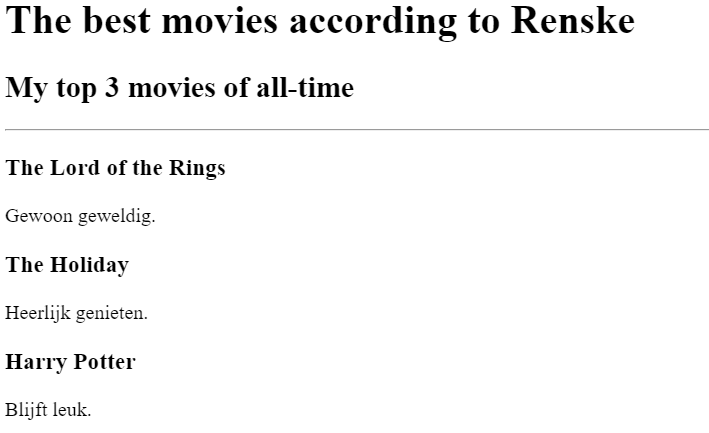 The best movies according to Renske
My top 3 movies of all-time
The Lord of the Rings
Gewoon geweldig.
The Holiday
Heerlijk genieten.
Harry Potter
Blijft leuk.